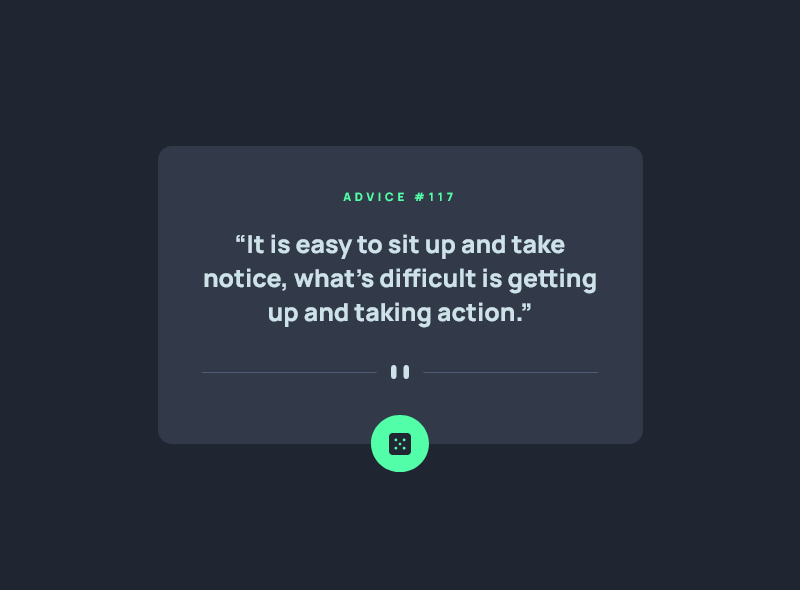 ADVICE #117
“It is easy to sit up and take
notice, what’s difficult is getting
up and taking action.”